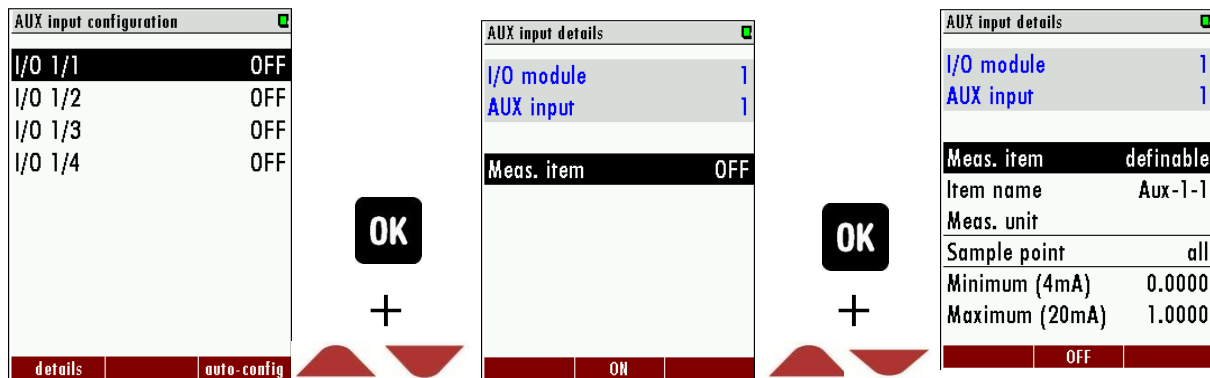 AUX input configuration
I/O 1/1 OFF
I/O 1/2 OFF
I/O 1/3 OFF
I/O 1/4 OFF
details auto-config
OK
+
AUX input details
I/O module 1
AUX input 1
Meas. item OFF
ON
OK
+
AUX input details
I/O module 1
AUX input 1
Meas. item definable
Item name Aux-1-1
Meas. unit
Sample point all
Minimum (4mA) 0.0000
Maximum (20mA) 1.0000
OFF